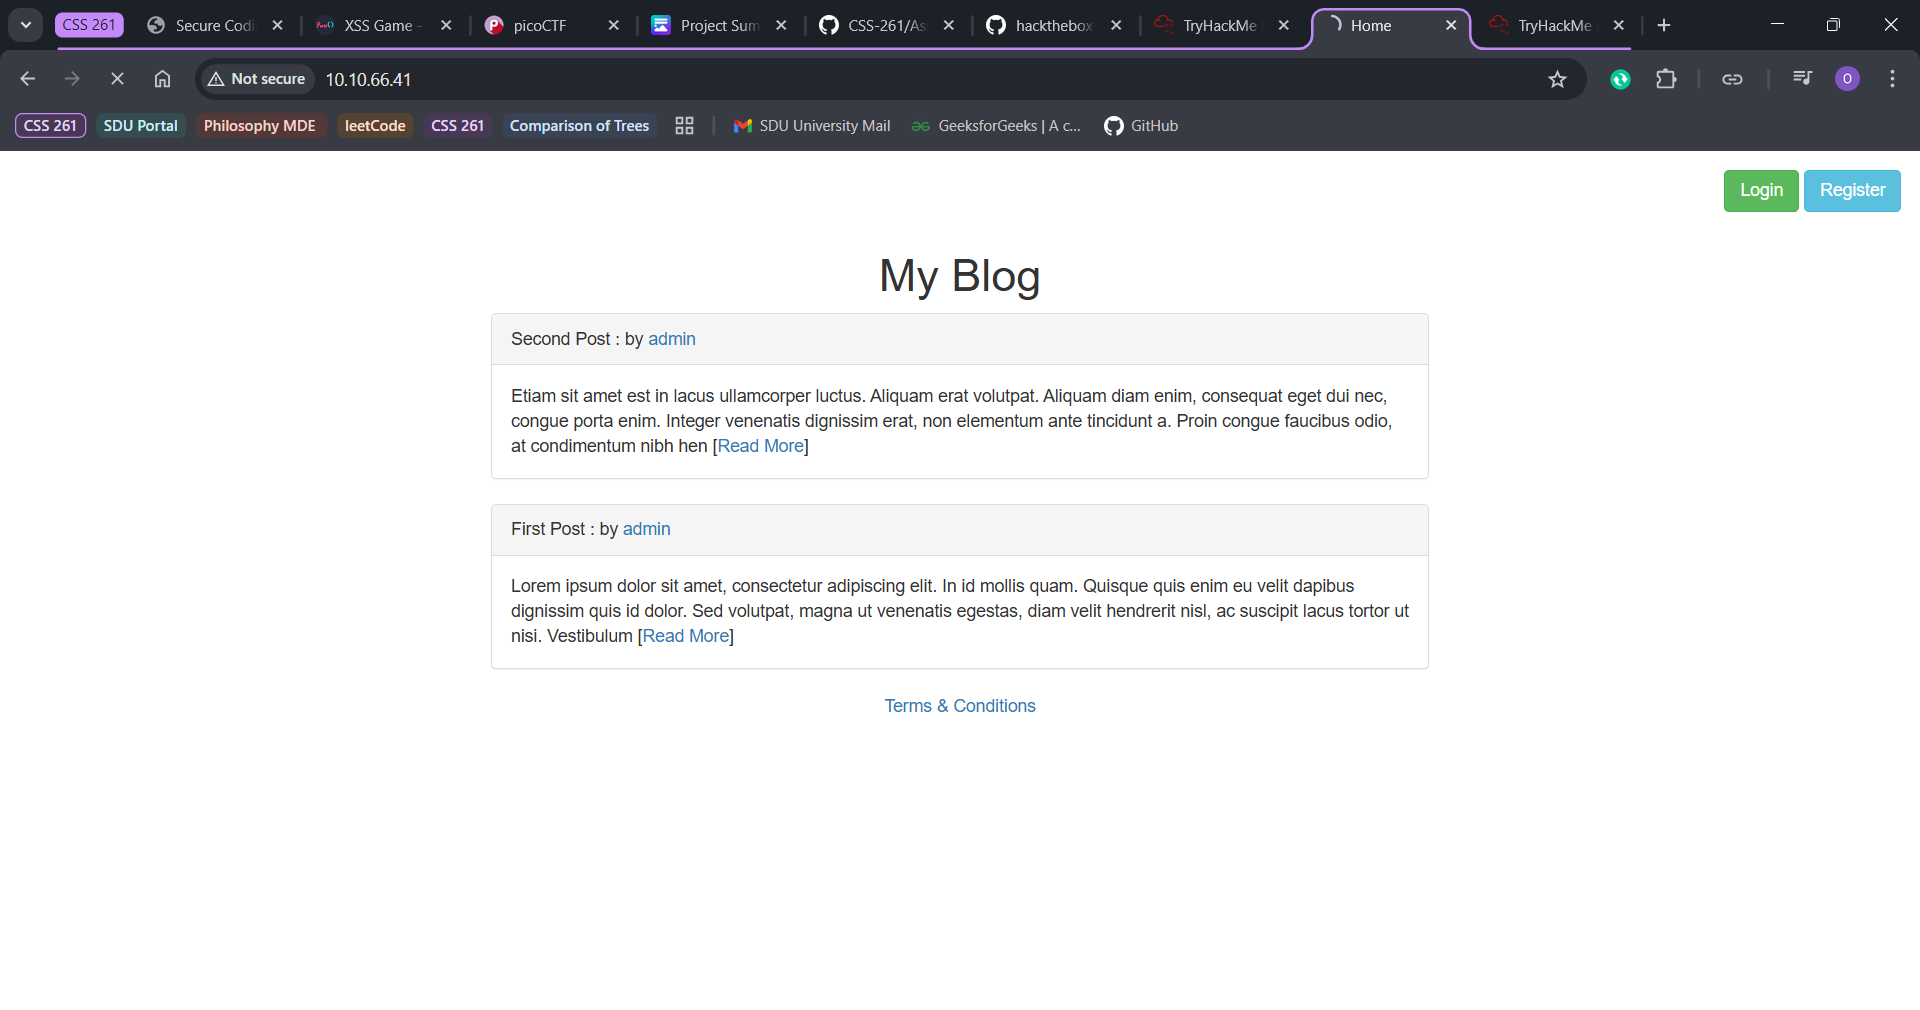 CSS 261 Secure Codi XSS Game - picoCTF Project Sum CSS-261/As hackthebox TryHackMe Home TryHackMe
Not secure 10.10.66.41 O
CSS 261 SDU Portal Philosophy MDE leetCode CSS 261 Comparison of Trees SDU University Mail GeeksforGeeks | A c... GitHub
Login Register
My Blog
Second Post : by admin
Etiam sit amet est in lacus ullamcorper luctus. Aliquam erat volutpat. Aliquam diam enim, consequat eget dui nec,
congue porta enim. Integer venenatis dignissim erat, non elementum ante tincidunt a. Proin congue faucibus odio,
at condimentum nibh hen [Read More]
First Post : by admin
Lorem ipsum dolor sit amet, consectetur adipiscing elit. In id mollis quam. Quisque quis enim eu velit dapibus
dignissim quis id dolor. Sed volutpat, magna ut venenatis egestas, diam velit hendrerit nisl, ac suscipit lacus tortor ut
nisi. Vestibulum [Read More]
Terms & Conditions